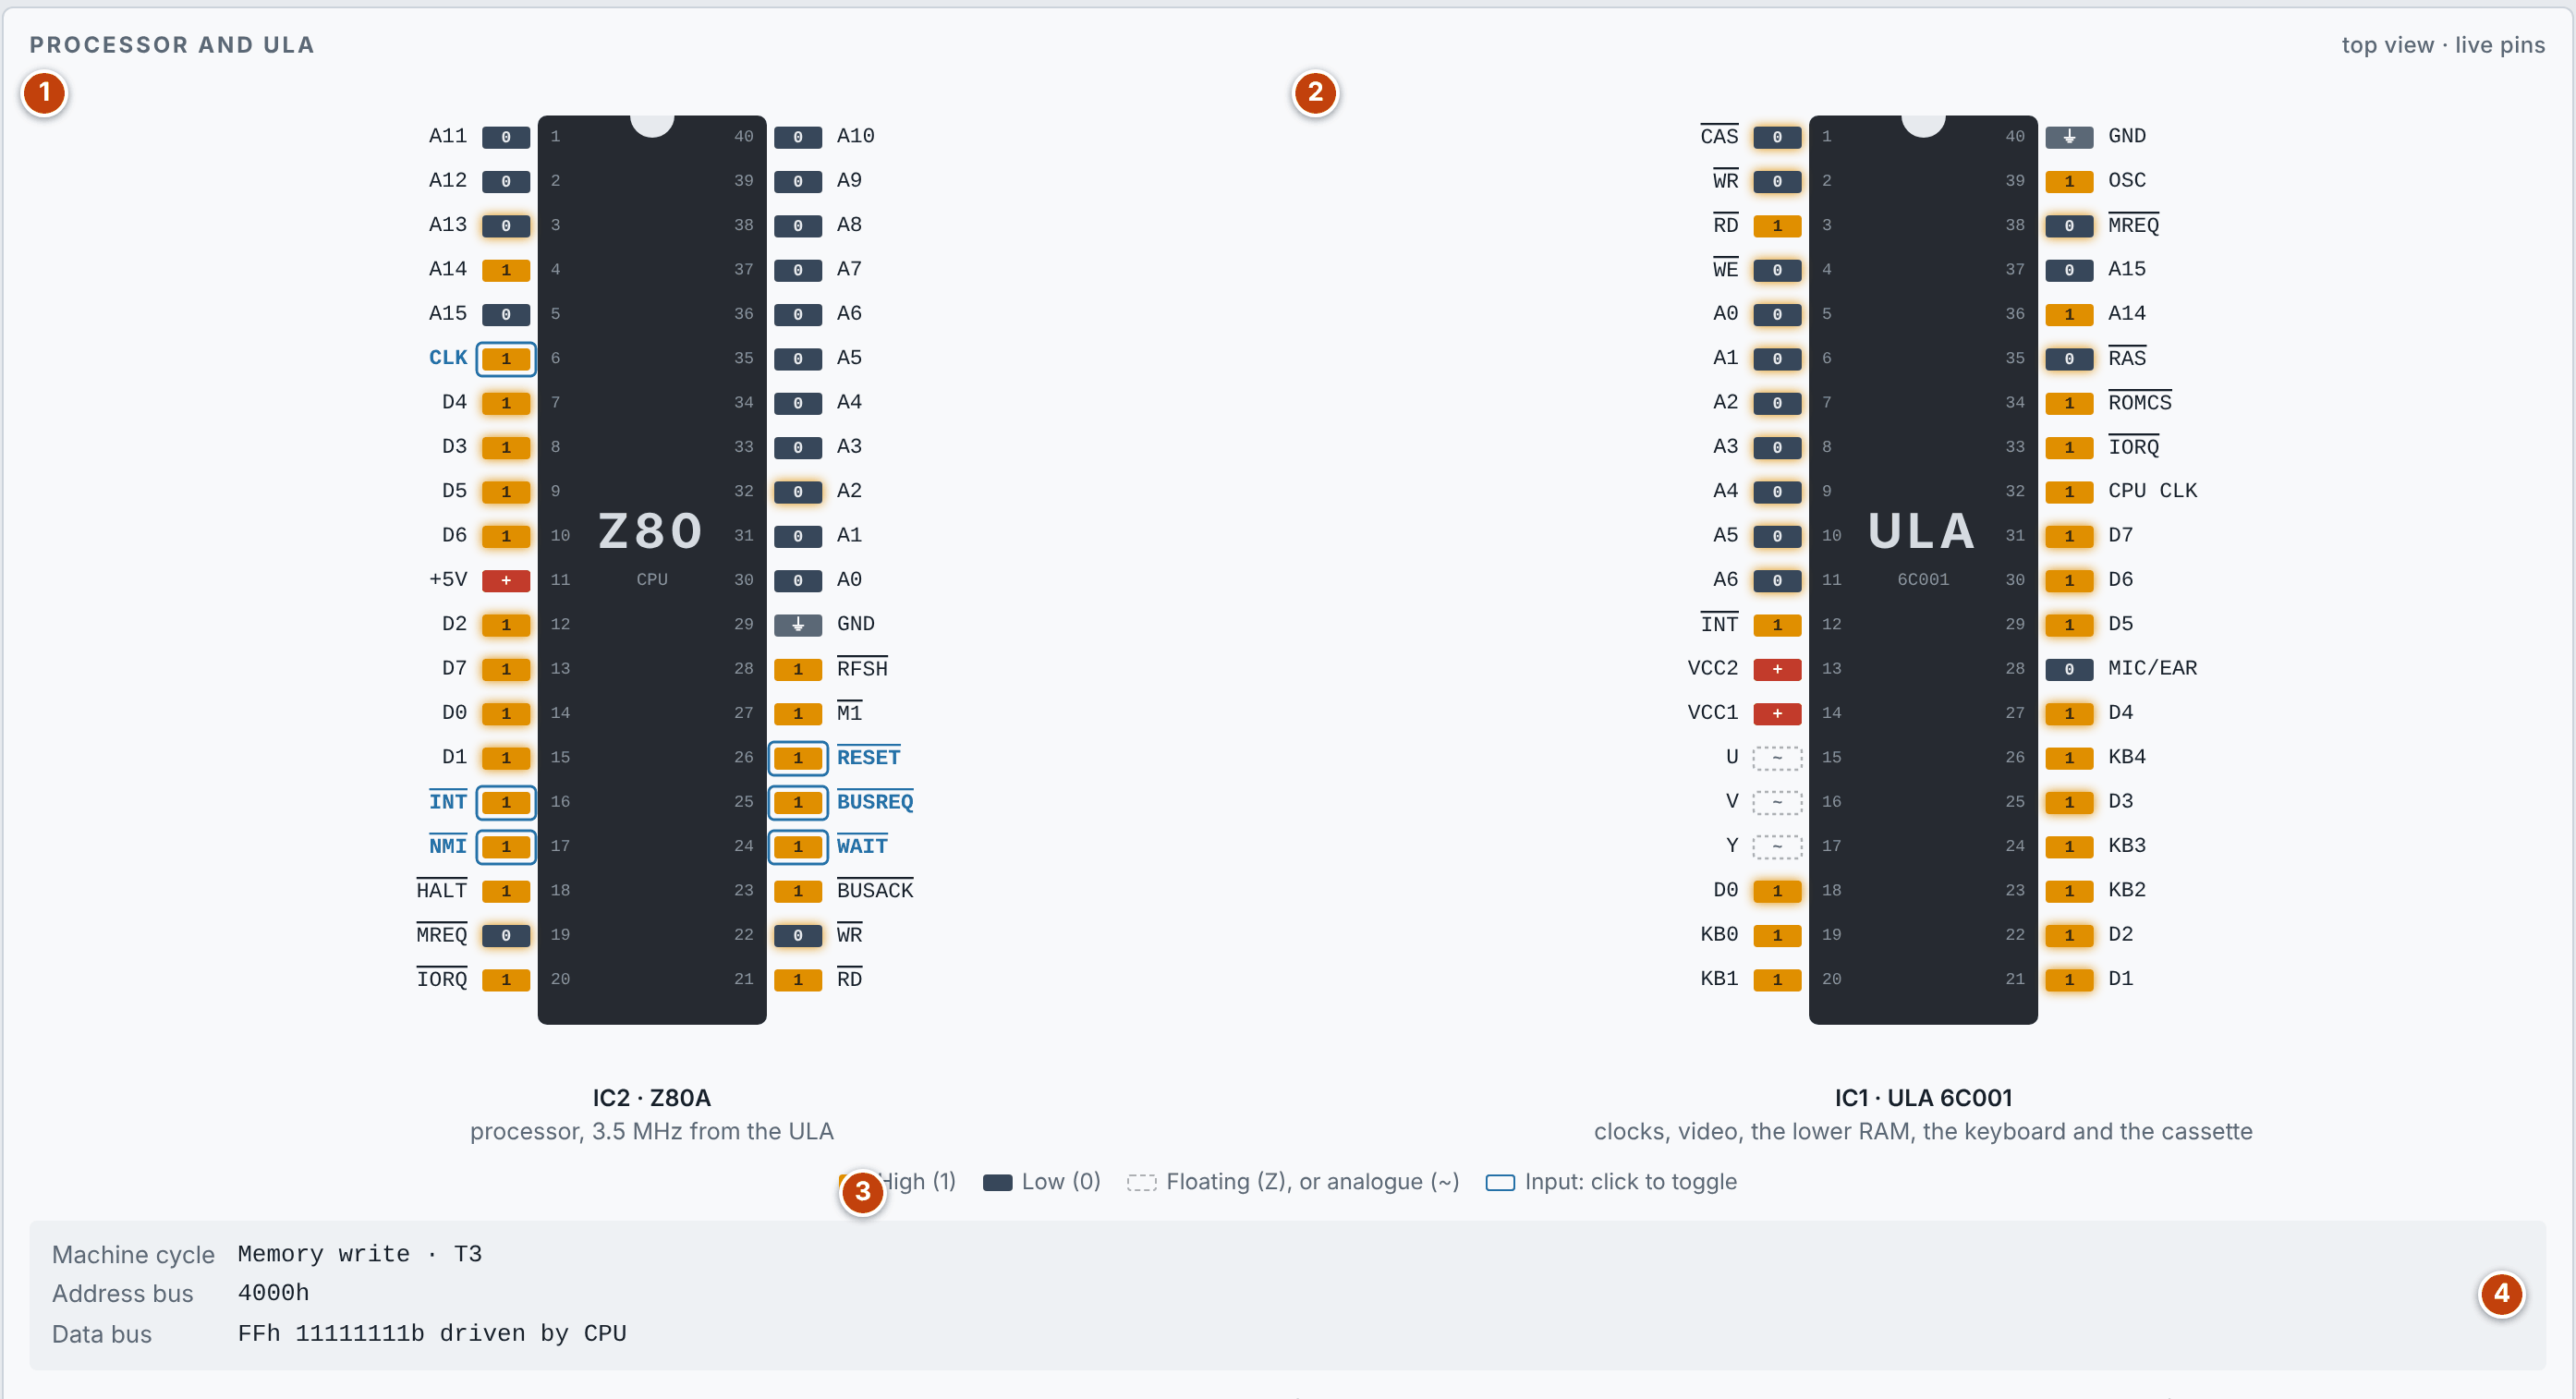 PROCESSOR AND ULA
top view · live pins
1
2
A11 0 1 40 0 A10
A12 0 2 39 0 A9
A13 0 3 38 0 A8
A14 1 4 37 0 A7
A15 0 5 36 0 A6
CLK 1 6 35 0 A5
D4 1 7 34 0 A4
D3 1 8 33 0 A3
D5 1 9 32 0 A2
D6 1 10 31 0 A1
+5V + 11 30 0 A0
D2 1 12 29 GND
D7 1 13 28 1 RFSH
D0 1 14 27 1 M1
D1 1 15 26 1 RESET
INT 1 16 25 1 BUSREQ
NMI 1 17 24 1 WAIT
HALT 1 18 23 1 BUSACK
MREQ 0 19 22 0 WR
IORQ 1 20 21 1 RD
Z80
CPU
IC2 · Z80A
processor, 3.5 MHz from the ULA
CAS 0 1 40 GND
WR 0 2 39 1 OSC
RD 1 3 38 0 MREQ
WE 0 4 37 0 A15
A0 0 5 36 1 A14
A1 0 6 35 0 RAS
A2 0 7 34 1 ROMCS
A3 0 8 33 1 IORQ
A4 0 9 32 1 CPU CLK
A5 0 10 31 1 D7
A6 0 11 30 1 D6
INT 1 12 29 1 D5
VCC2 + 13 28 0 MIC/EAR
VCC1 + 14 27 1 D4
U ~ 15 26 1 KB4
V ~ 16 25 1 D3
Y ~ 17 24 1 KB3
D0 1 18 23 1 KB2
KB0 1 19 22 1 D2
KB1 1 20 21 1 D1
ULA
6C001
IC1 · ULA 6C001
clocks, video, the lower RAM, the keyboard and the cassette
3
High (1) Low (0) Floating (Z), or analogue (~) Input: click to toggle
Machine cycle Memory write · T3
Address bus 4000h
Data bus FFh 11111111b driven by CPU
4